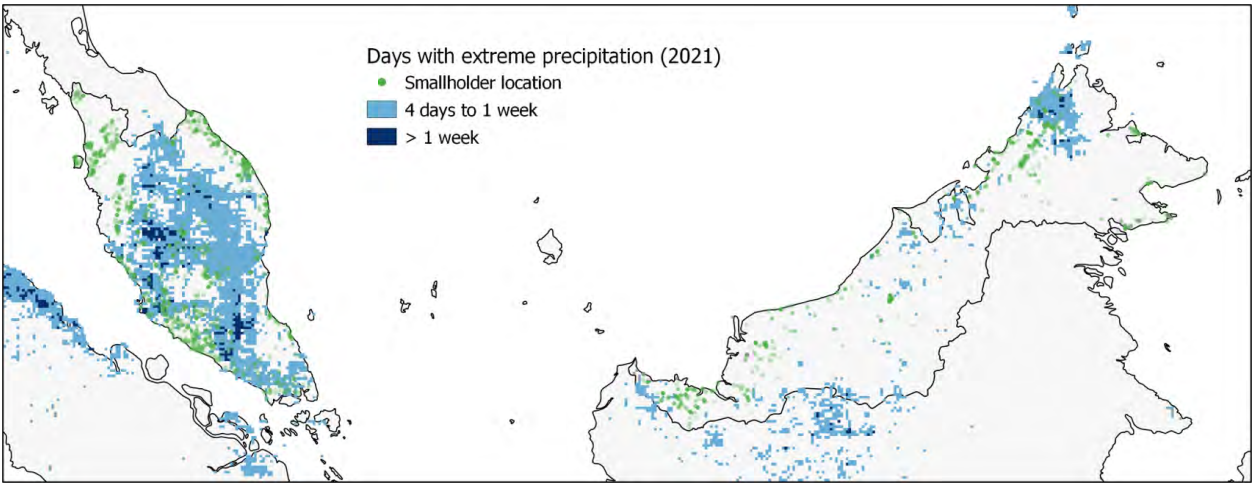 Days with extreme precipitation (2021)
Smallholder location
4 days to 1 week
> 1 week